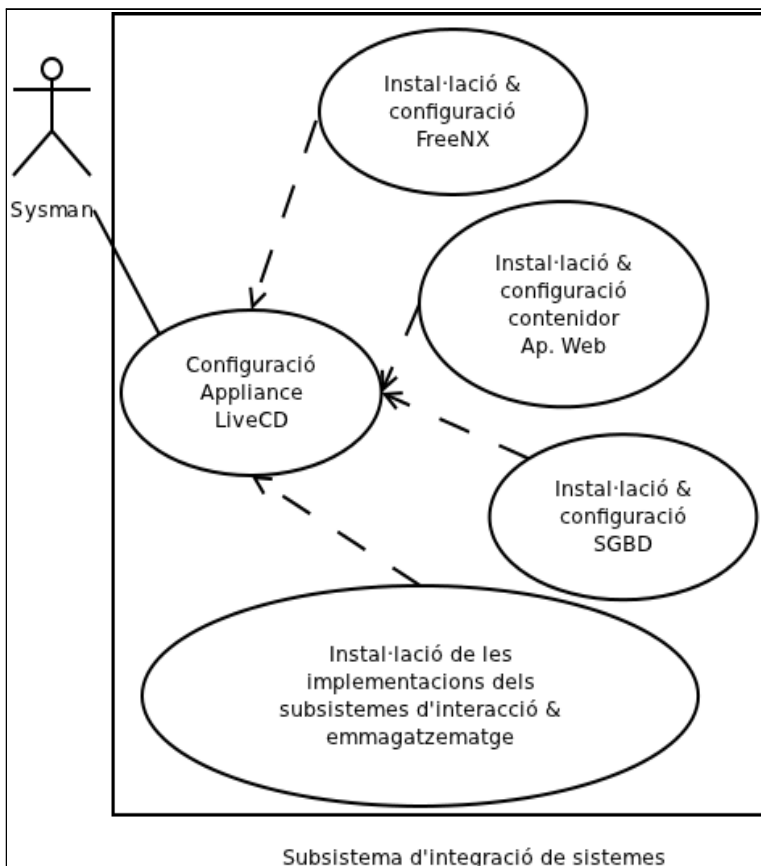 Instal·lació &
configuració
FreeNX
Sysman
Instal·lació &
configuració
contenidor
Ap. Web
Configuració
Appliance
LiveCD
Instal·lació &
configuració
SGBD
Instal·lació de les
implementacions dels
subsistemes d'interacció &
emmagatzematge
Subsistema d'integració de sistemes